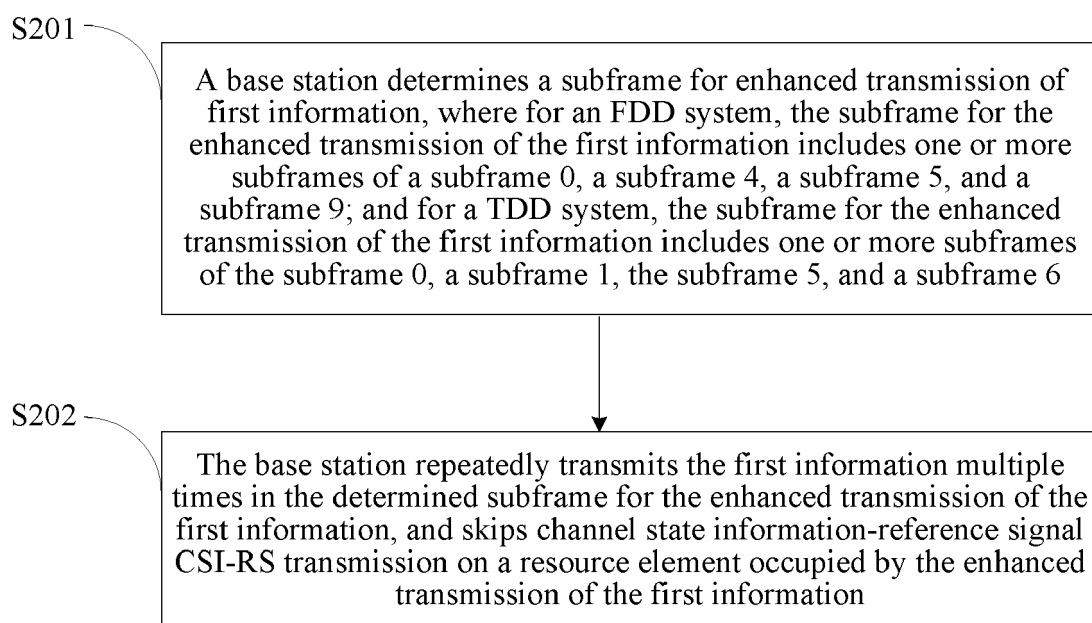 S201
A base station determines a subframe for enhanced transmission of
first information, where for an FDD system, the subframe for the
enhanced transmission of the first information includes one or more
subframes of a subframe 0, a subframe 4, a subframe 5, and a
subframe 9; and for a TDD system, the subframe for the enhanced
transmission of the first information includes one or more subframes
of the subframe 0, a subframe 1, the subframe 5, and a subframe 6
S202
The base station repeatedly transmits the first information multiple
times in the determined subframe for the enhanced transmission of the
first information, and skips channel state information-reference signal
CSI-RS transmission on a resource element occupied by the enhanced
transmission of the first information